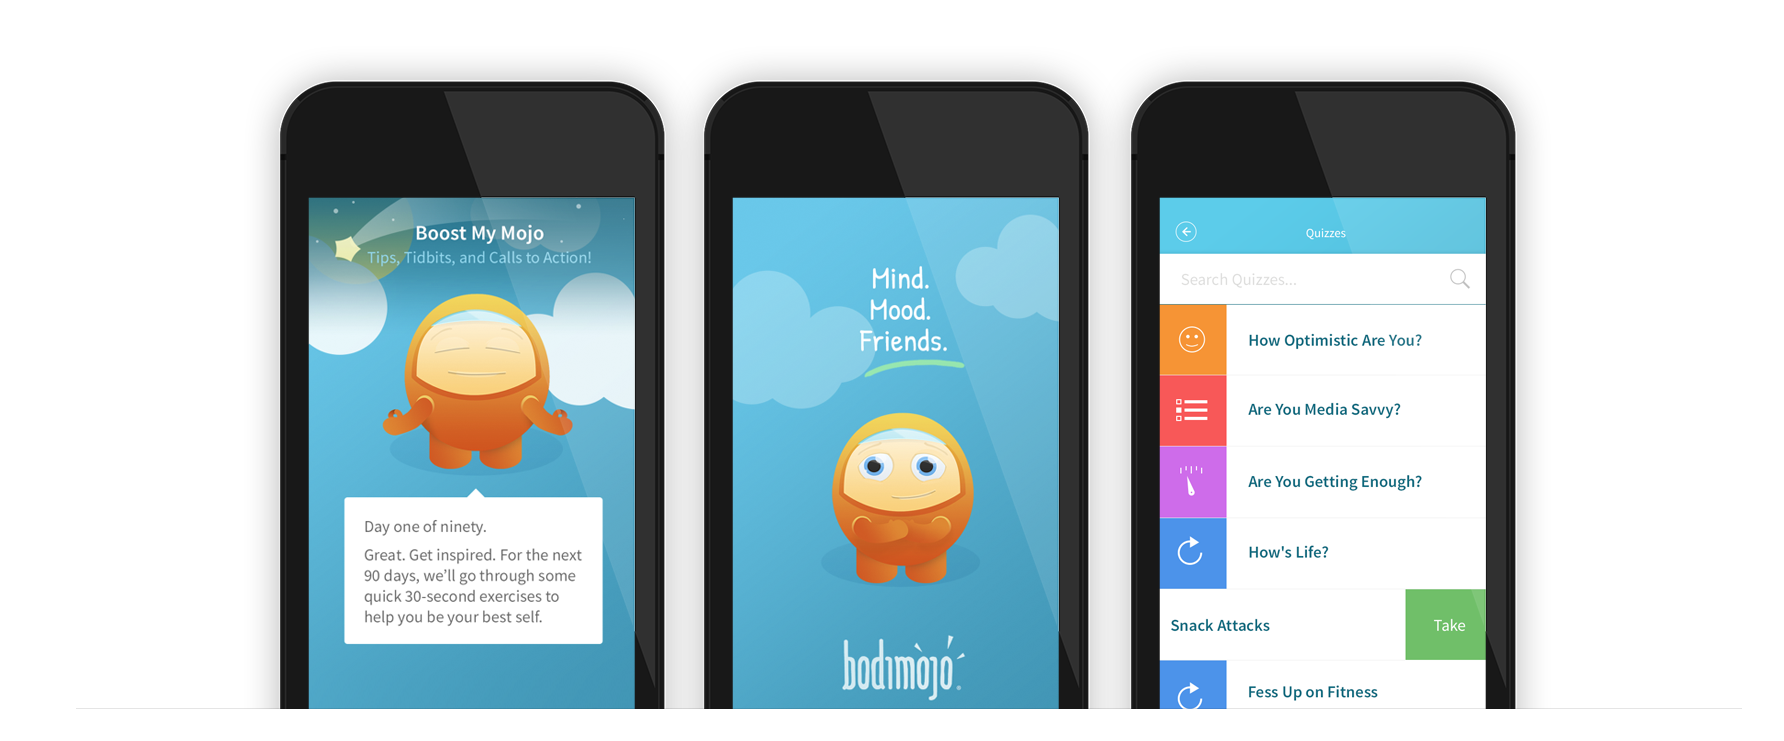 Boost My Mojo
Tips, Tidbits, and Calls to Action!
Day one of ninety.
Great. Get inspired. For the next
90 days, we'll go through some
quick 30-second exercises to
help you be your best self.
Mind.
Mood.
Friends.
bodimojo
Quizzes
Search Quizzes...
How Optimistic Are You?
Are You Media Savvy?
Are You Getting Enough?
How's Life?
Snack Attacks
Take
Fess Up on Fitness